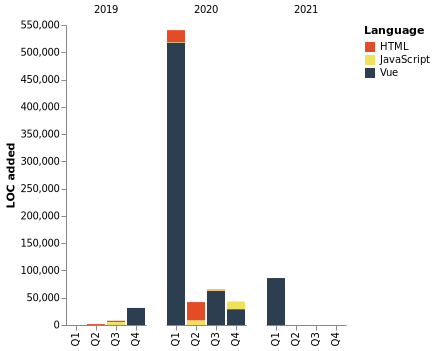 2019 2020 2021
Language
HTML
JavaScript
Vue
LOC added
550,000
500,000
450,000
400,000
350,000
300,000
250,000
200,000
150,000
100,000
50,000
0
Q1 Q2 Q3 Q4 Q1 Q2 Q3 Q4 Q1 Q2 Q3 Q4